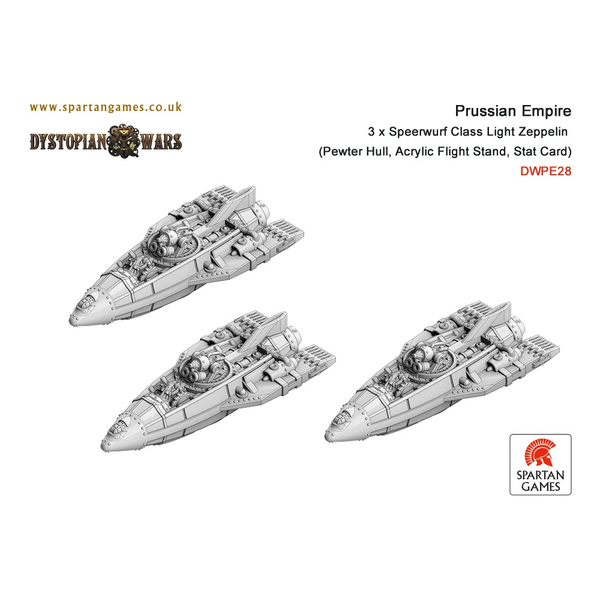 www.spartangames.co.uk
DYSTOPIAN WARS
Prussian Empire
3 x Speerwurf Class Light Zeppelin
(Pewter Hull, Acrylic Flight Stand, Stat Card)
DWPE28
SPARTAN
GAMES